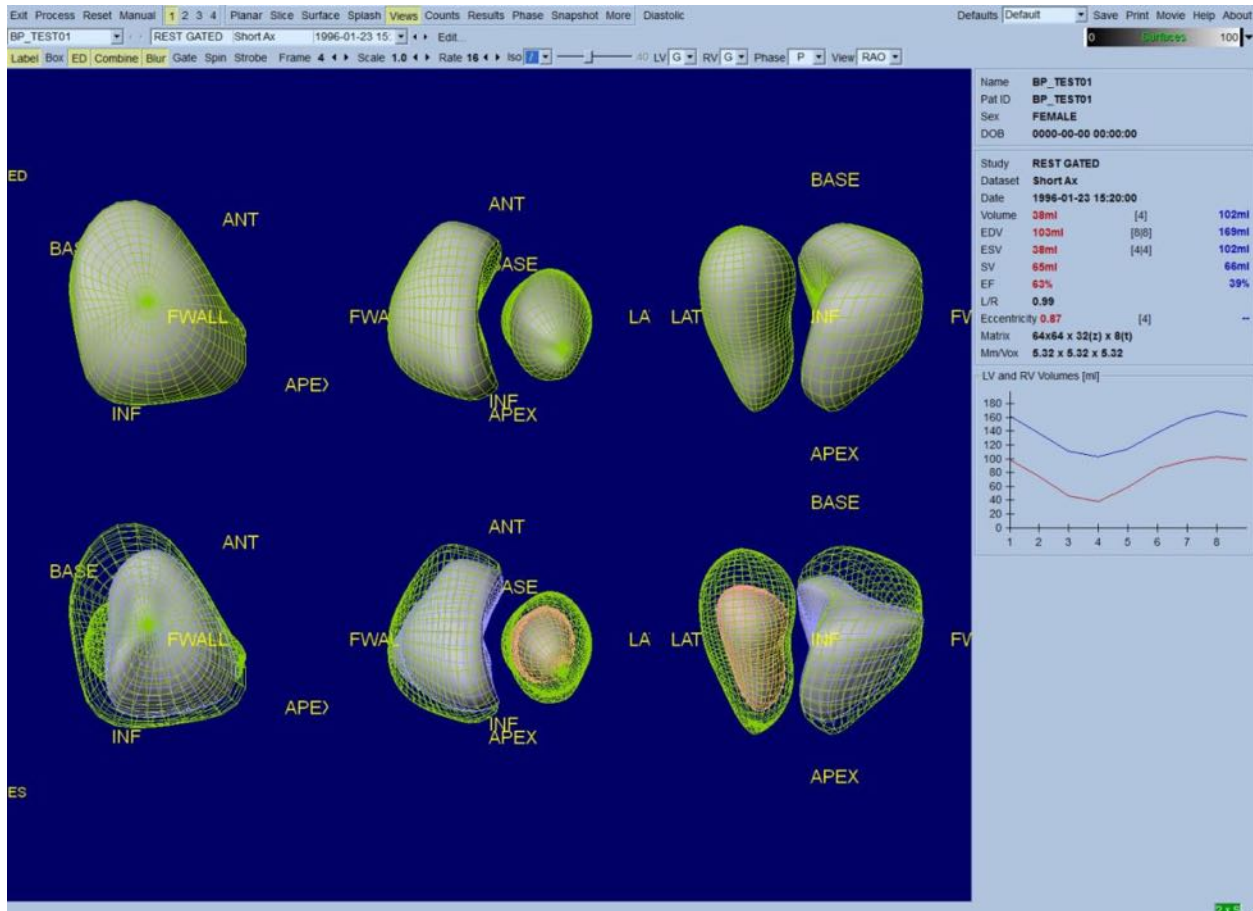 Exit Process Reset Manual 1 2 3 4 Planar Slice Surface Splash Views Counts Results Phase Snapshot More Diastolic Defaults Default Save Print Movie Help About
BP_TEST01 REST GATED Short Ax 1996-01-23 15: Edit... 0 Surfaces 100
Label Box ED Combine Blur Gate Spin Strobe Frame 4 Scale 1.0 Rate 16 Iso 40 LV G RV G Phase P View RAO
Name BP_TEST01
Pat ID BP_TEST01
Sex FEMALE
DOB 0000-00-00 00:00:00
Study REST GATED
Dataset Short Ax
Date 1996-01-23 15:20:00
Volume 38ml [4] 102ml
EDV 103ml [8|8] 169ml
ESV 38ml [4|4] 102ml
SV 65ml 66ml
EF 63% 39%
L/R 0.99
Eccentricity 0.87 [4] --
Matrix 64x64 x 32(z) x 8(t)
Mm/Vox 5.32 x 5.32 x 5.32
LV and RV Volumes [ml]
180
160
140
120
100
80
60
40
20
0
1 2 3 4 5 6 7 8
ED
BASE
ANT
ANT
BAS
BASE
FWALL
FWAL
LA
LAT
INF
FW
APEX
INF
INF
APEX
APEX
BASE
ANT
ANT
BASE
BASE
FWALL
FWAL
LA
LAT
INF
FW
APEX
INF
INF
APEX
APEX
ES
2 x S